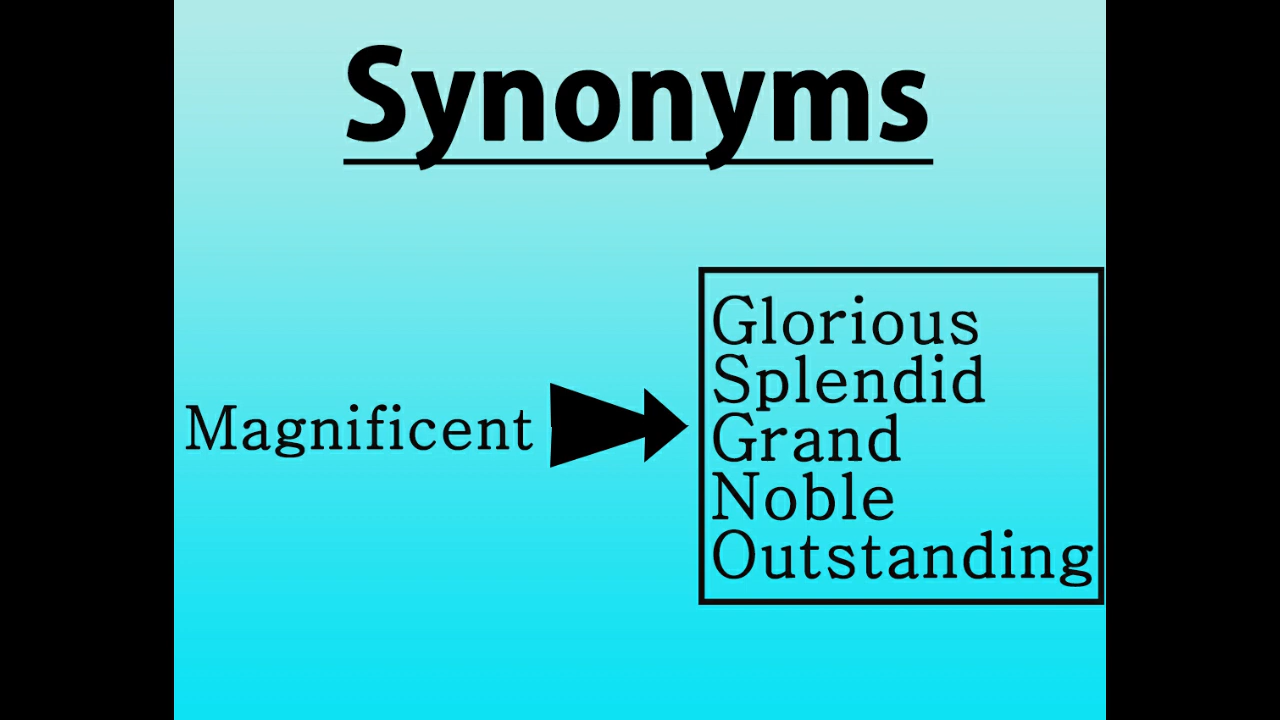 Synonyms
Magnificent
Glorious
Splendid
Grand
Noble
Outstanding